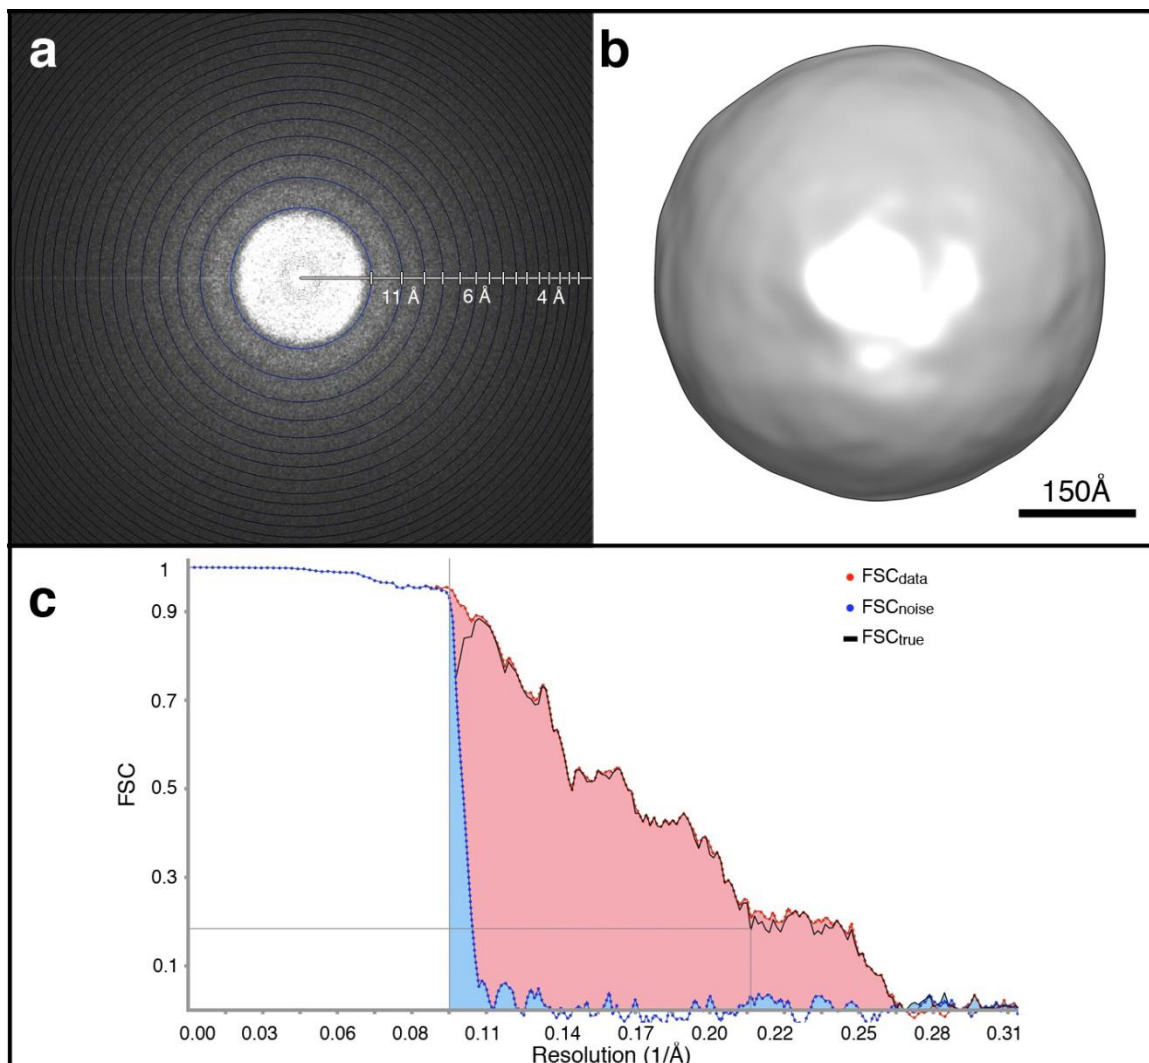 a
11 Å 6 Å 4 Å
b
150Å
c
FSCdata
FSCnoise
FSCtrue
FSC
1
0.9
0.7
0.5
0.3
0.1
0.00 0.03 0.06 0.08 0.11 0.14 0.17 0.20 0.22 0.25 0.28 0.31
Resolution (1/Å)